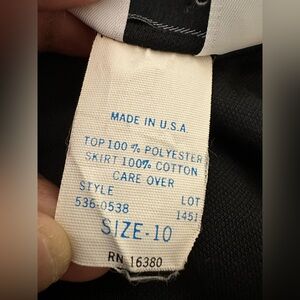 MADE IN U.S.A.
TOP 100% POLYESTER
SKIRT 100% COTTON
CARE OVER
STYLE LOT
536-0538 1451
SIZE-10
RN 16380